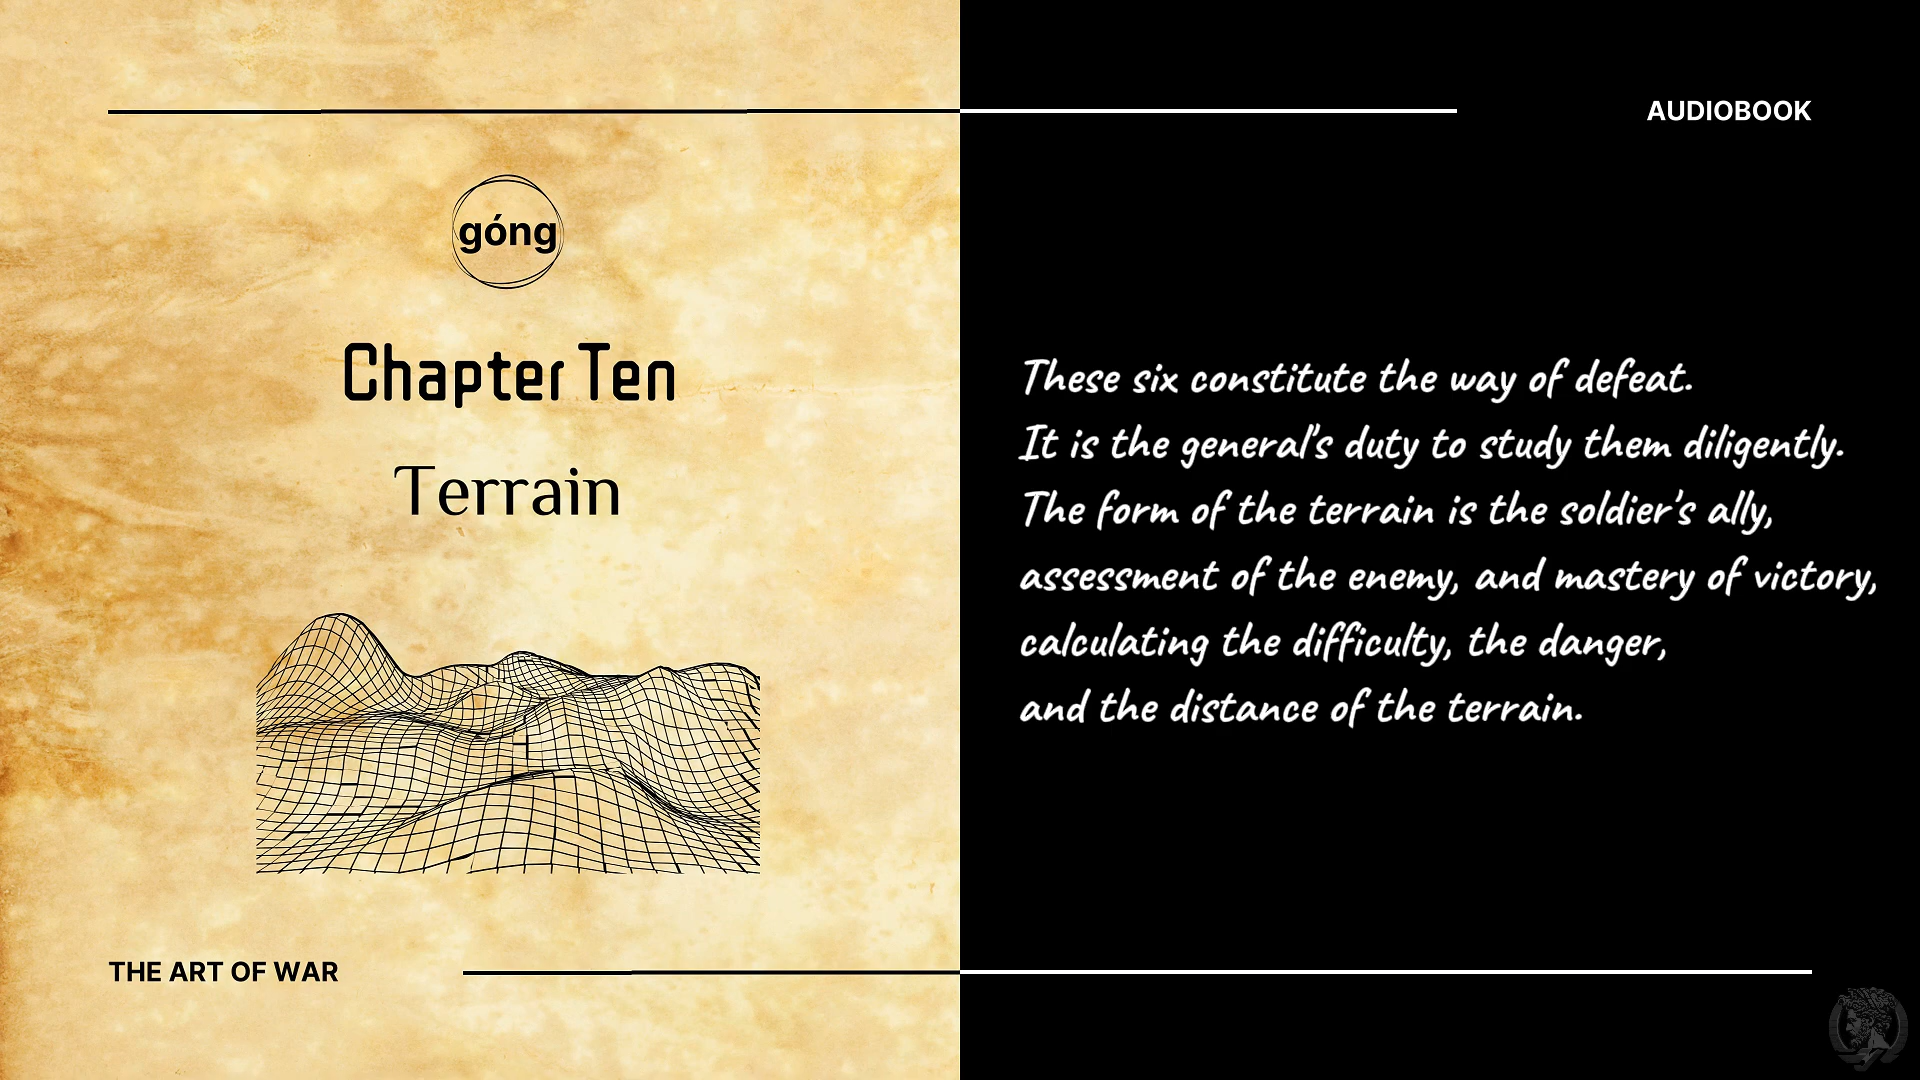 góng
Chapter Ten
Terrain
THE ART OF WAR
AUDIOBOOK
These six constitute the way of defeat.
It is the general's duty to study them diligently.
The form of the terrain is the soldier's ally,
assessment of the enemy, and mastery of victory,
calculating the difficulty, the danger,
and the distance of the terrain.